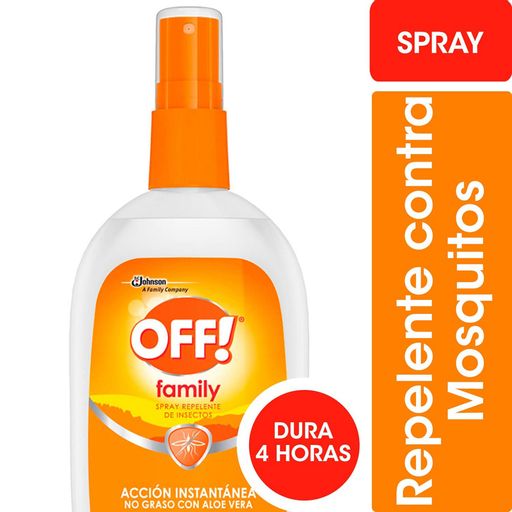 SPRAY
Repelente contra
Mosquitos
SC Johnson
A Family Company
OFF!®
family
SPRAY REPELENTE
DE INSECTOS
DURA
4 HORAS
ACCIÓN INSTANTÁNEA
NO GRASO CON ALOE VERA